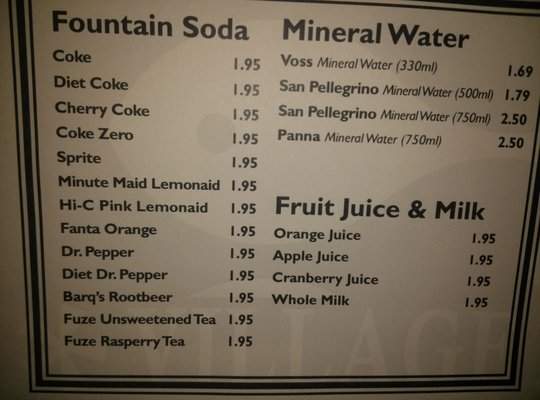 Fountain Soda
Coke 1.95
Diet Coke 1.95
Cherry Coke 1.95
Coke Zero 1.95
Sprite 1.95
Minute Maid Lemonaid 1.95
Hi-C Pink Lemonaid 1.95
Fanta Orange 1.95
Dr. Pepper 1.95
Diet Dr. Pepper 1.95
Barq's Rootbeer 1.95
Fuze Unsweetened Tea 1.95
Fuze Rasperry Tea 1.95
Mineral Water
Voss Mineral Water (330ml) 1.69
San Pellegrino Mineral Water (500ml) 1.79
San Pellegrino Mineral Water (750ml) 2.50
Panna Mineral Water (750ml) 2.50
Fruit Juice & Milk
Orange Juice 1.95
Apple Juice 1.95
Cranberry Juice 1.95
Whole Milk 1.95
VILLAGE